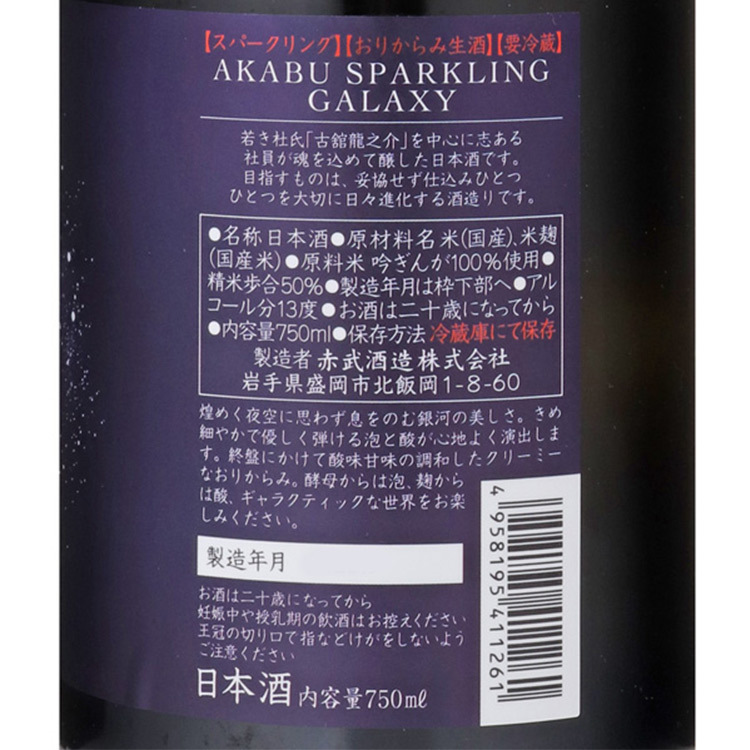 【スパークリング】【おりからみ生酒】【要冷蔵】
AKABU SPARKLING
GALAXY
若き杜氏「古舘龍之介」を中心に志ある
社員が魂を込めて醸した日本酒です。
目指すものは、妥協せず仕込みひとつ
ひとつを大切に日々進化する酒造りです。
●名称 日本酒●原材料名 米(国産)、米麹
(国産米)●原料米 吟ぎんが100%使用●
精米歩合50%●製造年月は枠下部へ●アル
コール分13度●お酒は二十歳になってから
●内容量750ml●保存方法 冷蔵庫にて保存
製造者 赤武酒造株式会社
岩手県盛岡市北飯岡1-8-60
煌めく夜空に思わず息をのむ銀河の美しさ。きめ
細やかで優しく弾ける泡と酸が心地よく演出しま
す。終盤にかけて酸味甘味の調和したクリーミー
なおりからみ。酵母からは泡、麹から
は酸、ギャラクティックな世界をお楽
しみください。
製造年月
お酒は二十歳になってから
妊娠中や授乳期の飲酒はお控えください
王冠の切り口で指などけがをしないよう
ご注意ください
日本酒 内容量750ml
4 958195 411261